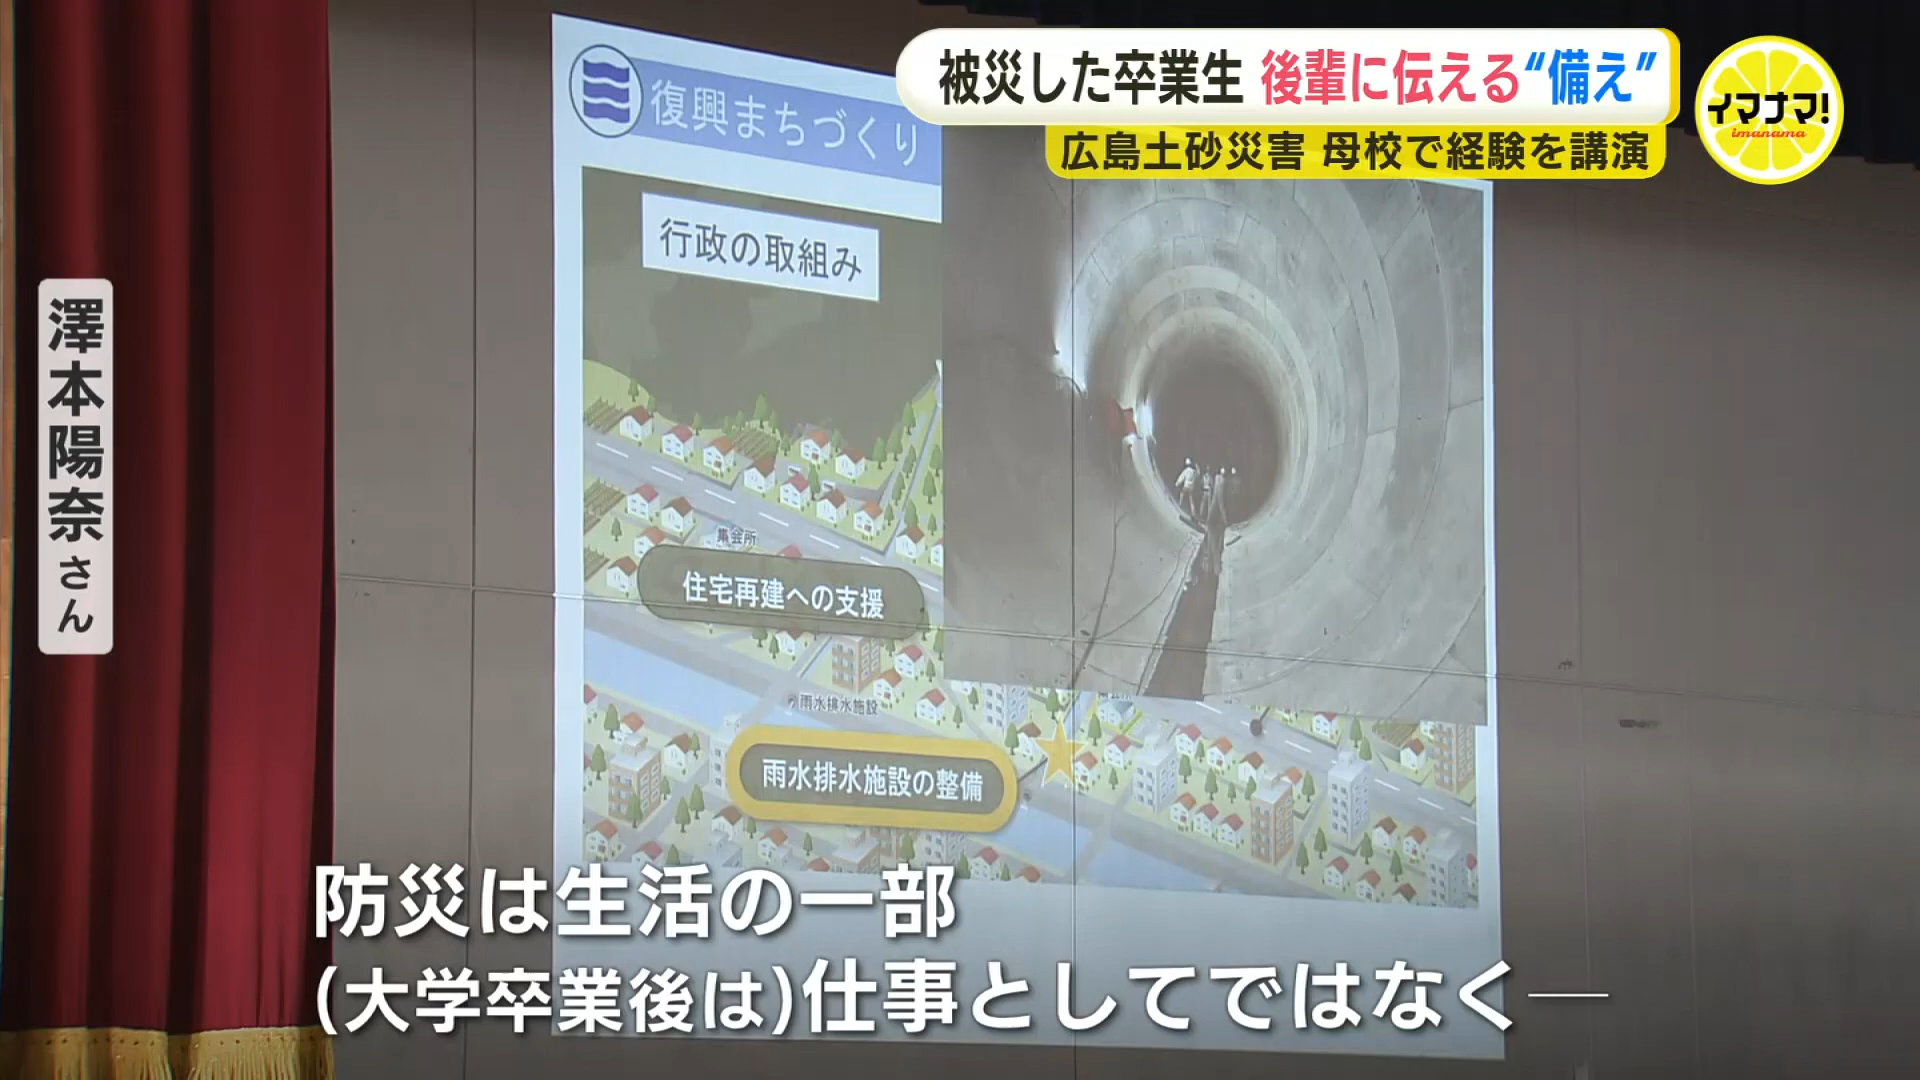 被災した卒業生 後輩に伝える“備え”
広島土砂災害 母校で経験を講演
イマナマ!
imanama
澤本陽奈さん
復興まちづくり
行政の取組み
集会所
住宅再建への支援
雨水排水施設
雨水排水施設の整備
防災は生活の一部
(大学卒業後は)仕事としてではなく―